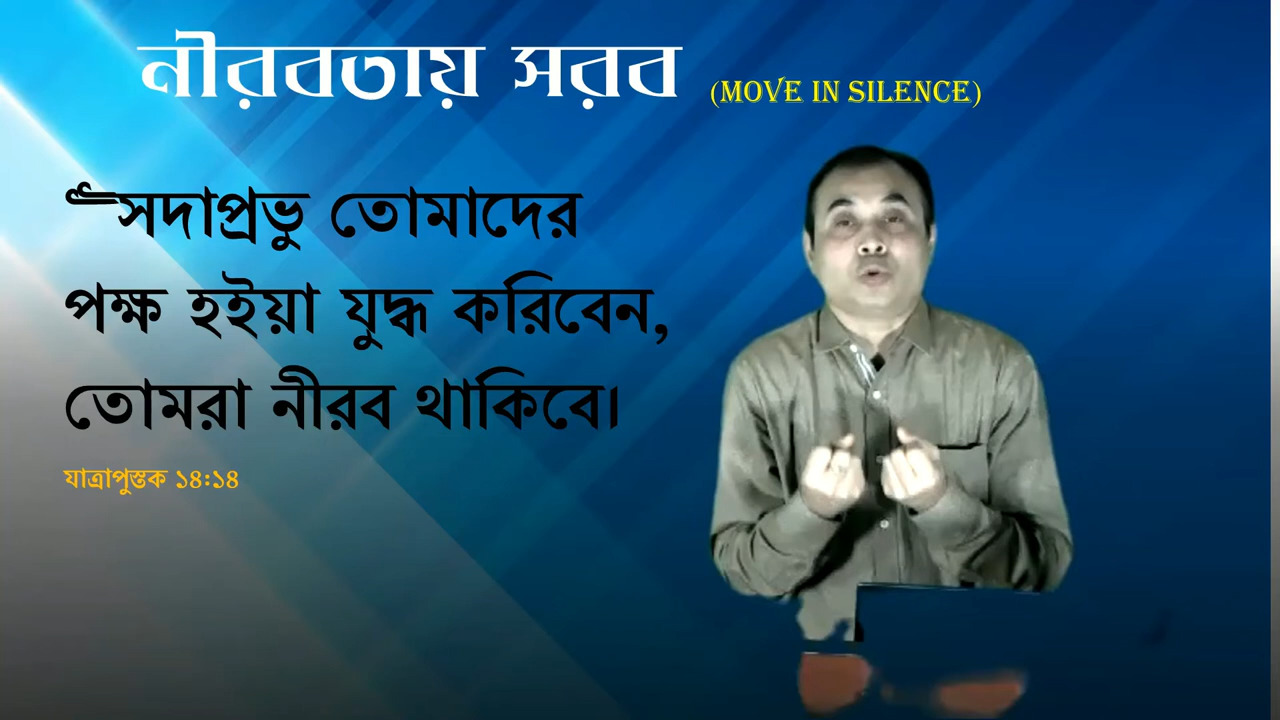 নীরবতায় সরব (MOVE IN SILENCE)
সদাপ্রভু তোমাদের
পক্ষ হইয়া যুদ্ধ করিবেন,
তোমরা নীরব থাকিবে।
যাত্রাপুস্তক ১৪:১৪